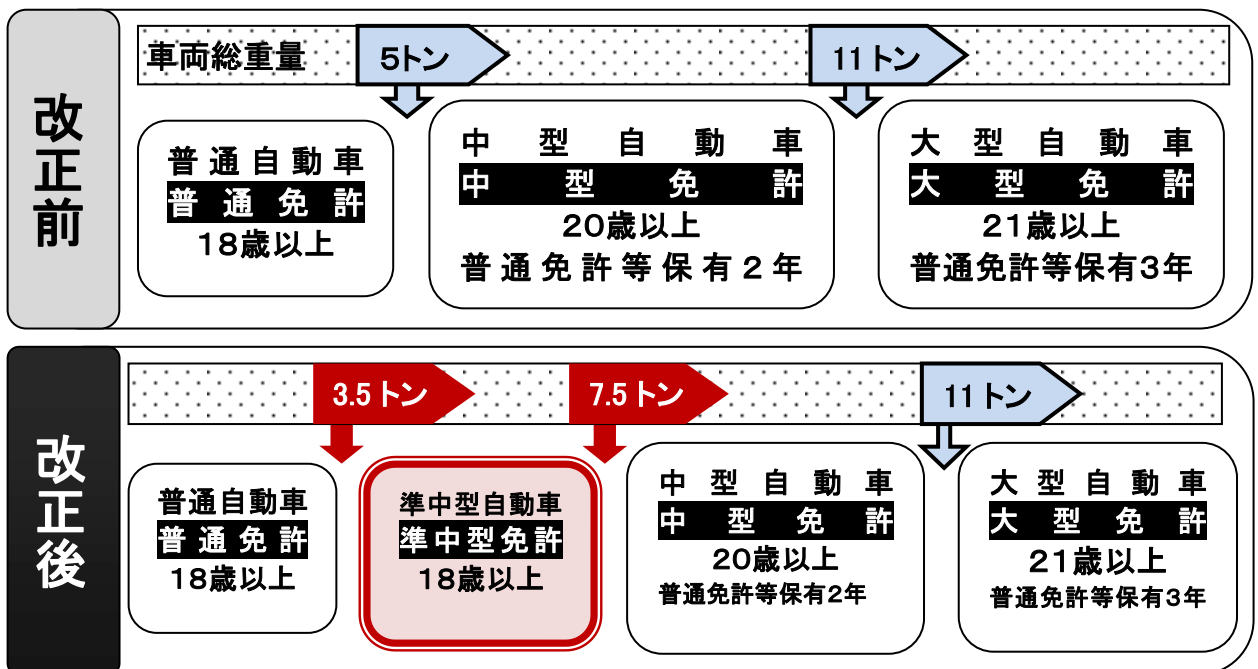 改正前
車両総重量
5トン
11トン
普通自動車
普通免許
18歳以上
中型自動車
中型免許
20歳以上
普通免許等保有2年
大型自動車
大型免許
21歳以上
普通免許等保有3年
改正後
3.5トン
7.5トン
11トン
普通自動車
普通免許
18歳以上
準中型自動車
準中型免許
18歳以上
中型自動車
中型免許
20歳以上
普通免許等保有2年
大型自動車
大型免許
21歳以上
普通免許等保有3年